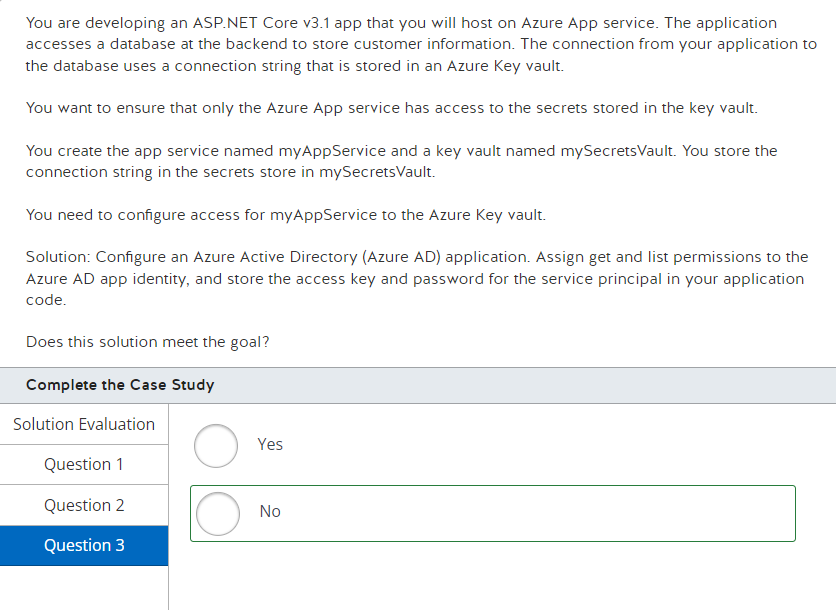 You are developing an ASP.NET Core v3.1 app that you will host on Azure App service. The application
accesses a database at the backend to store customer information. The connection from your application to
the database uses a connection string that is stored in an Azure Key vault.
You want to ensure that only the Azure App service has access to the secrets stored in the key vault.
You create the app service named myAppService and a key vault named mySecretsVault. You store the
connection string in the secrets store in mySecretsVault.
You need to configure access for myAppService to the Azure Key vault.
Solution: Configure an Azure Active Directory (Azure AD) application. Assign get and list permissions to the
Azure AD app identity, and store the access key and password for the service principal in your application
code.
Does this solution meet the goal?
Complete the Case Study
Solution Evaluation
Question 1
Question 2
Question 3
Yes
No